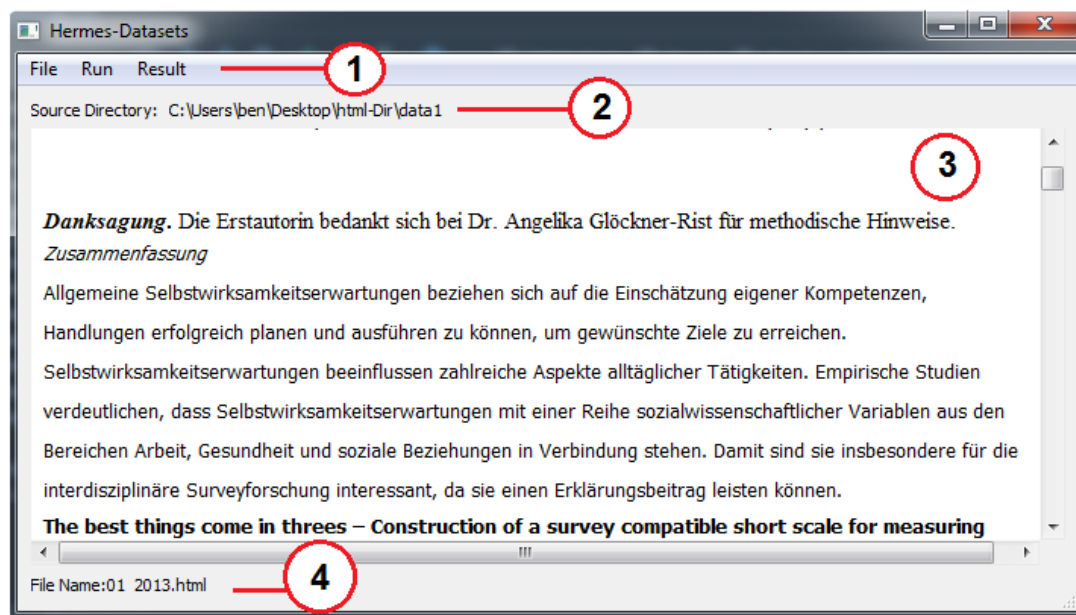 Hermes-Datasets
File Run Result
1
Source Directory: C:\Users\ben\Desktop\html-Dir\data1
2
3
Danksagung. Die Erstautorin bedankt sich bei Dr. Angelika Glöckner-Rist für methodische Hinweise.
Zusammenfassung
Allgemeine Selbstwirksamkeitserwartungen beziehen sich auf die Einschätzung eigener Kompetenzen,
Handlungen erfolgreich planen und ausführen zu können, um gewünschte Ziele zu erreichen.
Selbstwirksamkeitserwartungen beeinflussen zahlreiche Aspekte alltäglicher Tätigkeiten. Empirische Studien
verdeutlichen, dass Selbstwirksamkeitserwartungen mit einer Reihe sozialwissenschaftlicher Variablen aus den
Bereichen Arbeit, Gesundheit und soziale Beziehungen in Verbindung stehen. Damit sind sie insbesondere für die
interdisziplinäre Surveyforschung interessant, da sie einen Erklärungsbeitrag leisten können.
The best things come in threes – Construction of a survey compatible short scale for measuring
File Name:01 2013.html
4